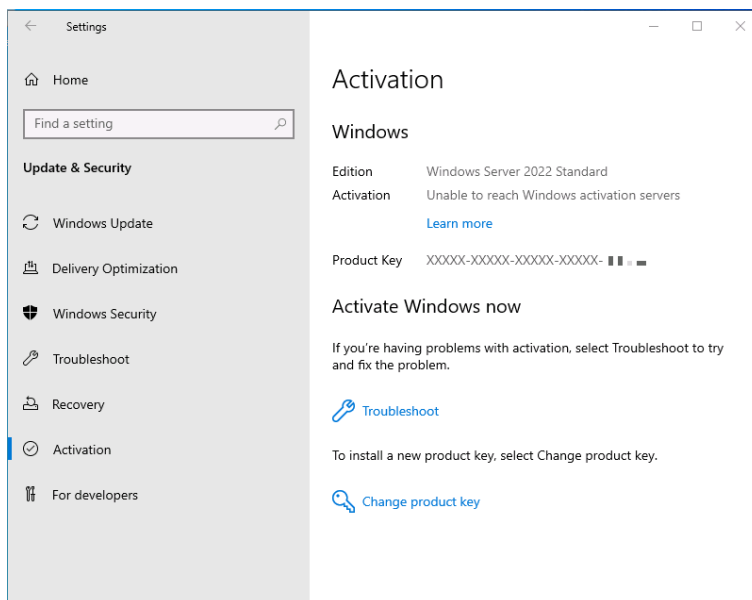 Settings
Home
Find a setting
Update & Security
Windows Update
Delivery Optimization
Windows Security
Troubleshoot
Recovery
Activation
For developers
Activation
Windows
Edition Windows Server 2022 Standard
Activation Unable to reach Windows activation servers
Learn more
Product Key XXXXX-XXXXX-XXXXX-XXXXX-
Activate Windows now
If you're having problems with activation, select Troubleshoot to try
and fix the problem.
Troubleshoot
To install a new product key, select Change product key.
Change product key